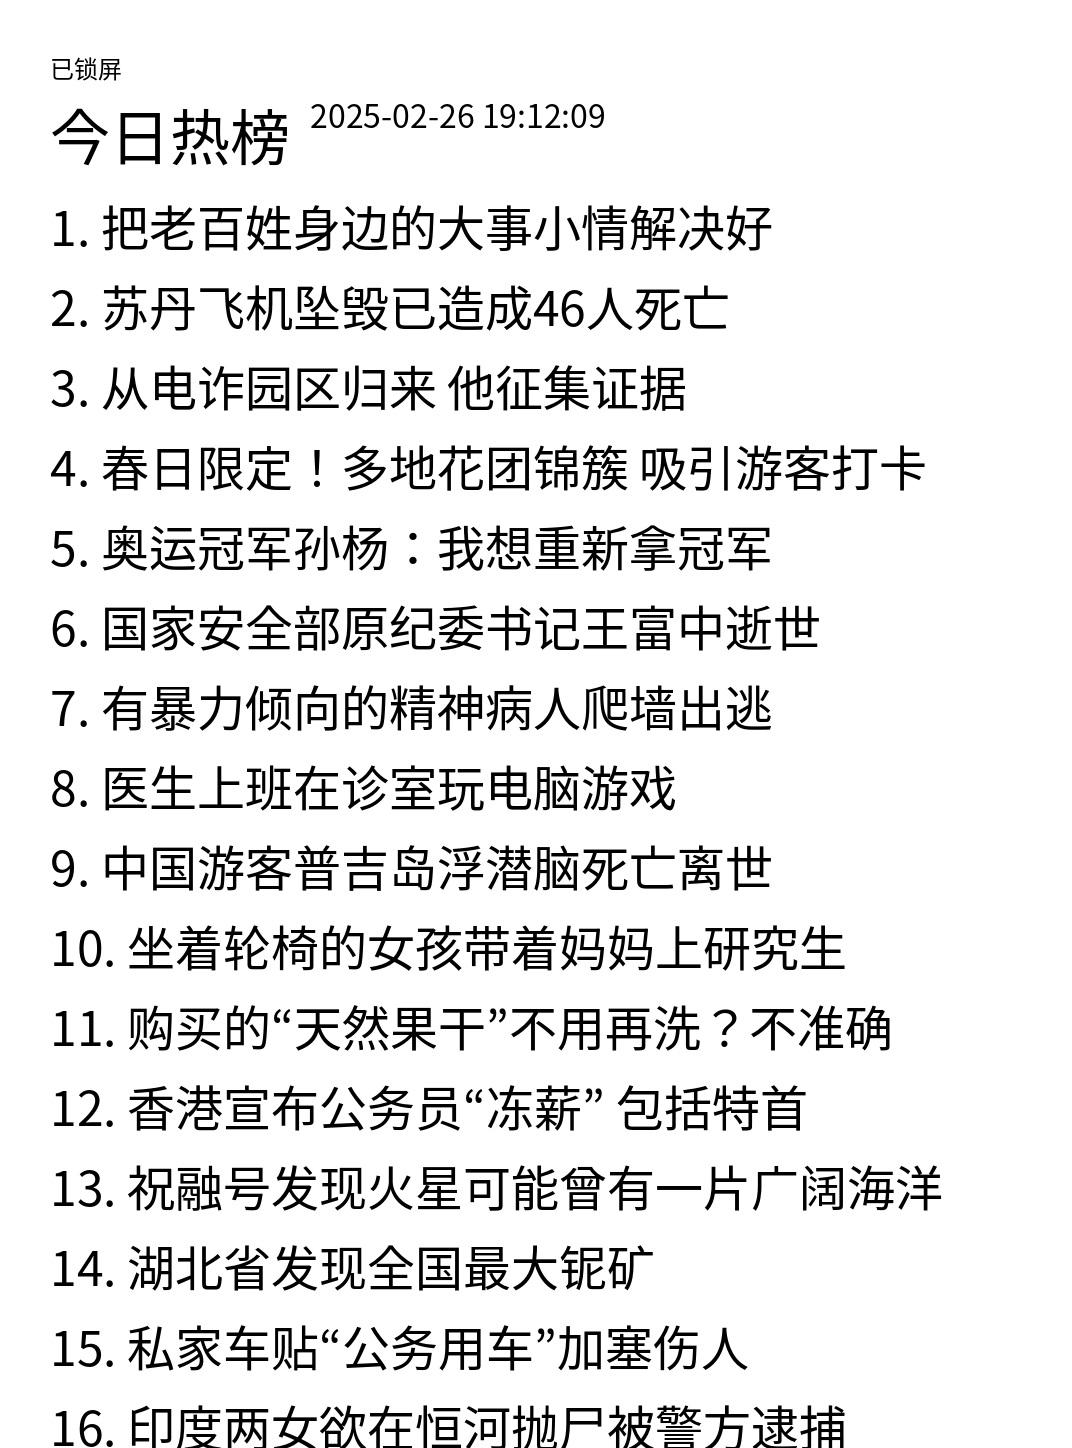 已锁屏
今日热榜 2025-02-26 19:12:09
1. 把老百姓身边的大事小情解决好
2. 苏丹飞机坠毁已造成46人死亡
3. 从电诈园区归来 他征集证据
4. 春日限定！多地花团锦簇 吸引游客打卡
5. 奥运冠军孙杨：我想重新拿冠军
6. 国家安全部原纪委书记王富中逝世
7. 有暴力倾向的精神病人爬墙出逃
8. 医生上班在诊室玩电脑游戏
9. 中国游客普吉岛浮潜脑死亡离世
10. 坐着轮椅的女孩带着妈妈上研究生
11. 购买的“天然果干”不用再洗？不准确
12. 香港宣布公务员“冻薪” 包括特首
13. 祝融号发现火星可能曾有一片广阔海洋
14. 湖北省发现全国最大铌矿
15. 私家车贴“公务用车”加塞伤人
16. 印度两女欲在恒河抛尸被警方逮捕